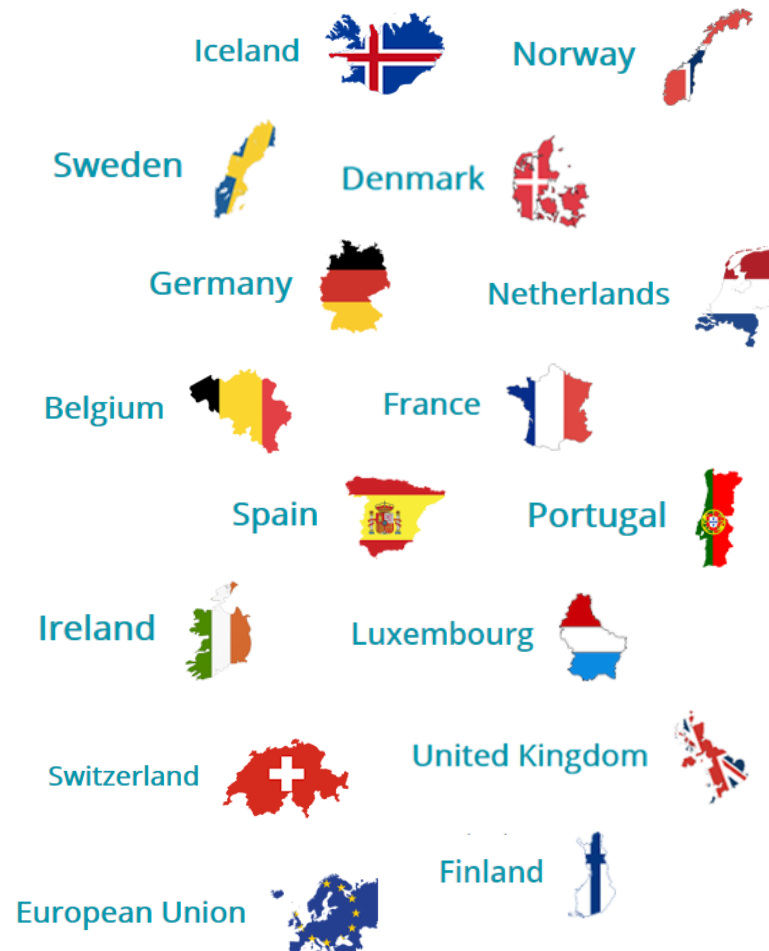 Iceland
Norway
Sweden
Denmark
Germany
Netherlands
Belgium
France
Spain
Portugal
Ireland
Luxembourg
United Kingdom
Switzerland
Finland
European Union